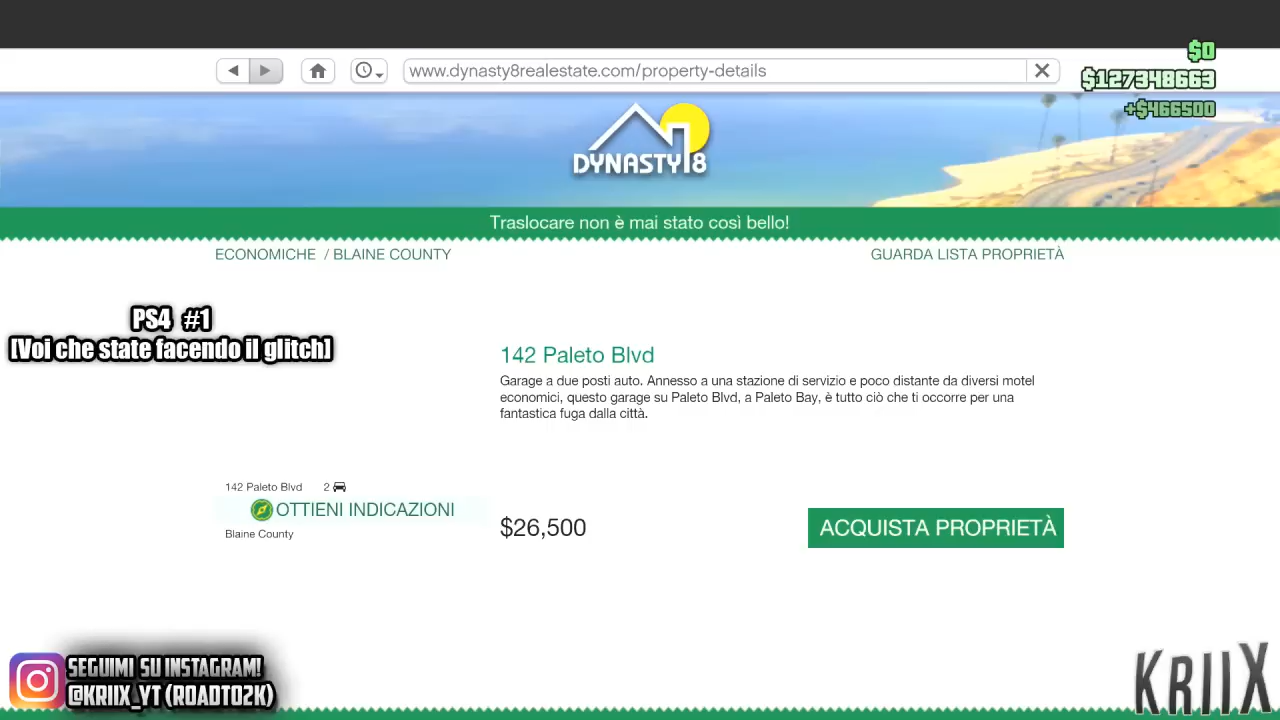 www.dynasty8realestate.com/property-details
$0
$127348663
+$466500
DYNASTY 8
Traslocare non è mai stato così bello!
ECONOMICHE / BLAINE COUNTY
GUARDA LISTA PROPRIETÀ
PS4 #1
[Voi che state facendo il glitch]
142 Paleto Blvd
Garage a due posti auto. Annesso a una stazione di servizio e poco distante da diversi motel
economici, questo garage su Paleto Blvd, a Paleto Bay, è tutto ciò che ti occorre per una
fantastica fuga dalla città.
142 Paleto Blvd 2
OTTIENI INDICAZIONI
Blaine County
$26,500
ACQUISTA PROPRIETÀ
SEGUIMI SU INSTAGRAM!
@KRIIX_YT (ROADTO2K)
KRIIX